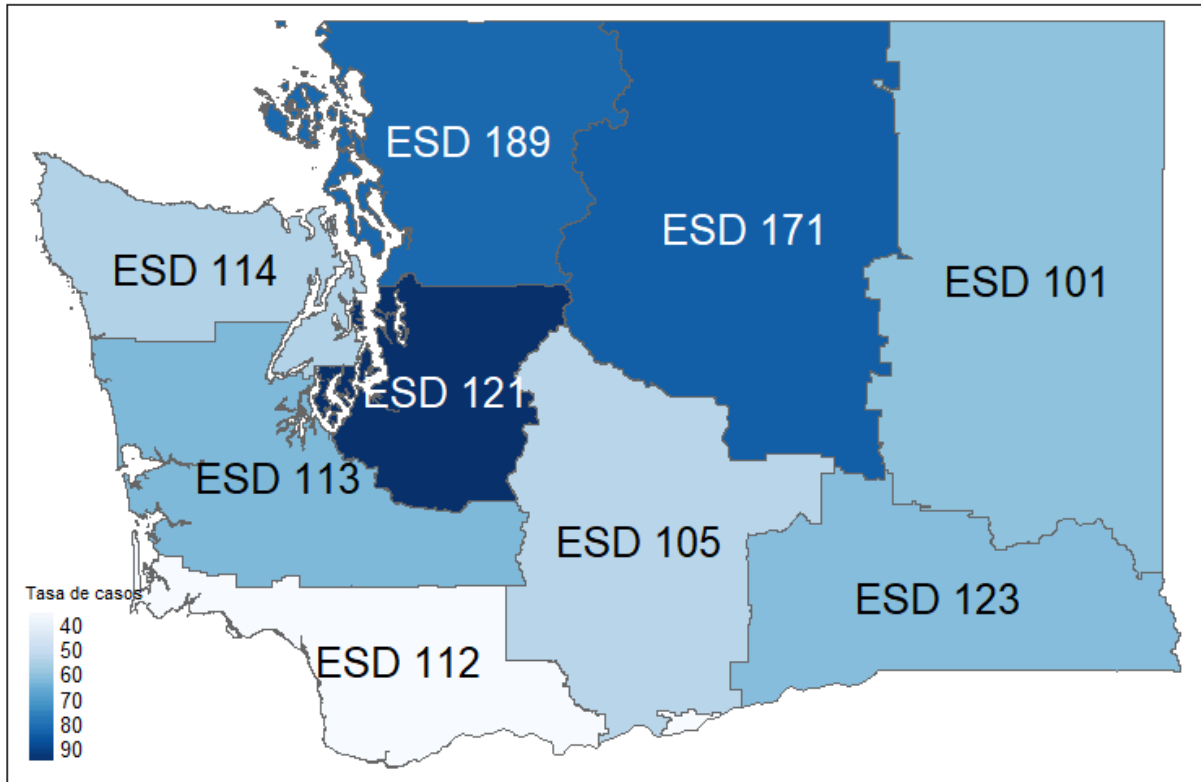 ESD 189
ESD 171
ESD 114
ESD 101
ESD 121
ESD 113
ESD 105
ESD 123
ESD 112
Tasa de casos
40
50
60
70
80
90